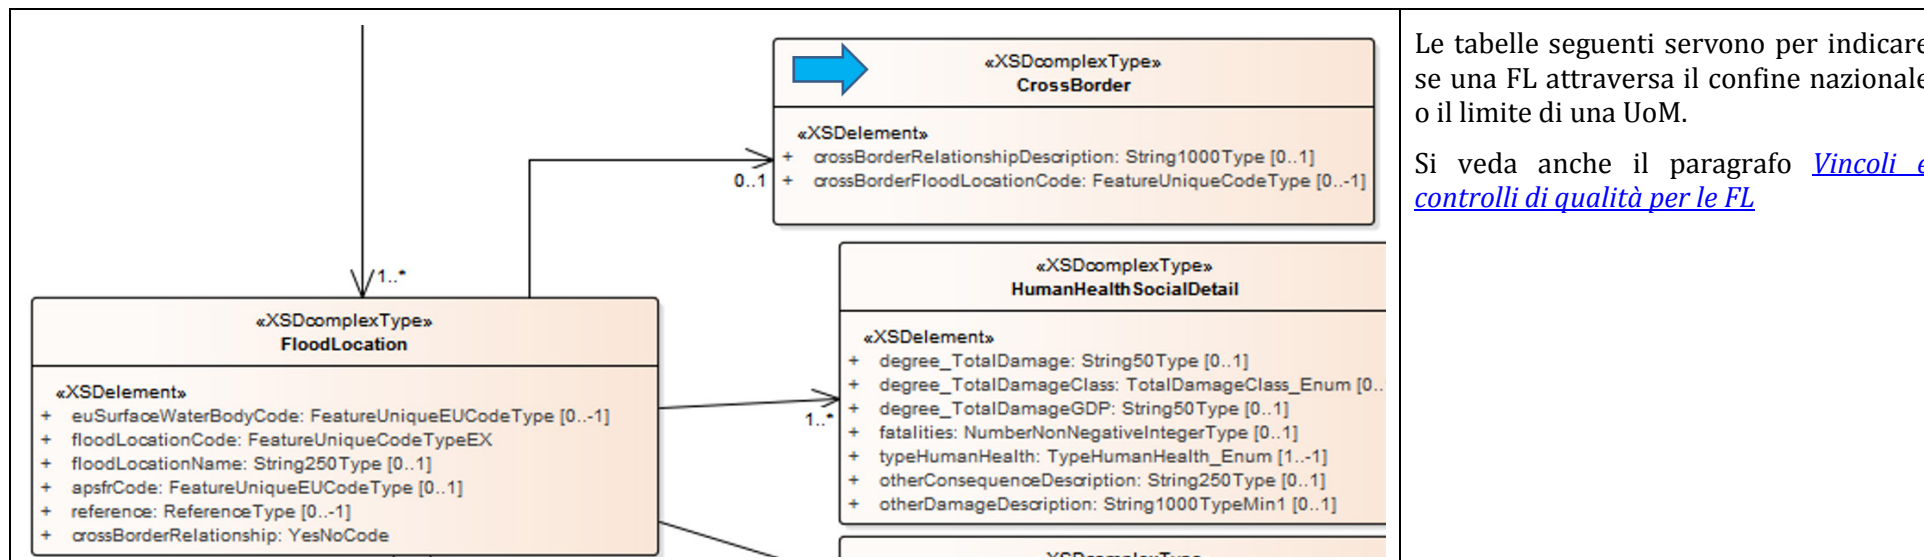 «XSDcomplexType»
CrossBorder
«XSDelement»
+ crossBorderRelationshipDescription: String1000Type [0..1]
+ crossBorderFloodLocationCode: FeatureUniqueCodeType [0..-1]
0..1
1..*
«XSDcomplexType»
FloodLocation
«XSDelement»
+ euSurfaceWaterBodyCode: FeatureUniqueEUCodeType [0..-1]
+ floodLocationCode: FeatureUniqueCodeTypeEX
+ floodLocationName: String250Type [0..1]
+ apsfrCode: FeatureUniqueEUCodeType [0..1]
+ reference: ReferenceType [0..-1]
+ crossBorderRelationship: YesNoCode
1..*
«XSDcomplexType»
HumanHealthSocialDetail
«XSDelement»
+ degree_TotalDamage: String50Type [0..1]
+ degree_TotalDamageClass: TotalDamageClass_Enum [0..
+ degree_TotalDamageGDP: String50Type [0..1]
+ fatalities: NumberNonNegativeIntegerType [0..1]
+ typeHumanHealth: TypeHumanHealth_Enum [1..-1]
+ otherConsequenceDescription: String250Type [0..1]
+ otherDamageDescription: String1000TypeMin1 [0..1]
Le tabelle seguenti servono per indicare
se una FL attraversa il confine nazionale
o il limite di una UoM.
Si veda anche il paragrafo Vincoli e
controlli di qualità per le FL